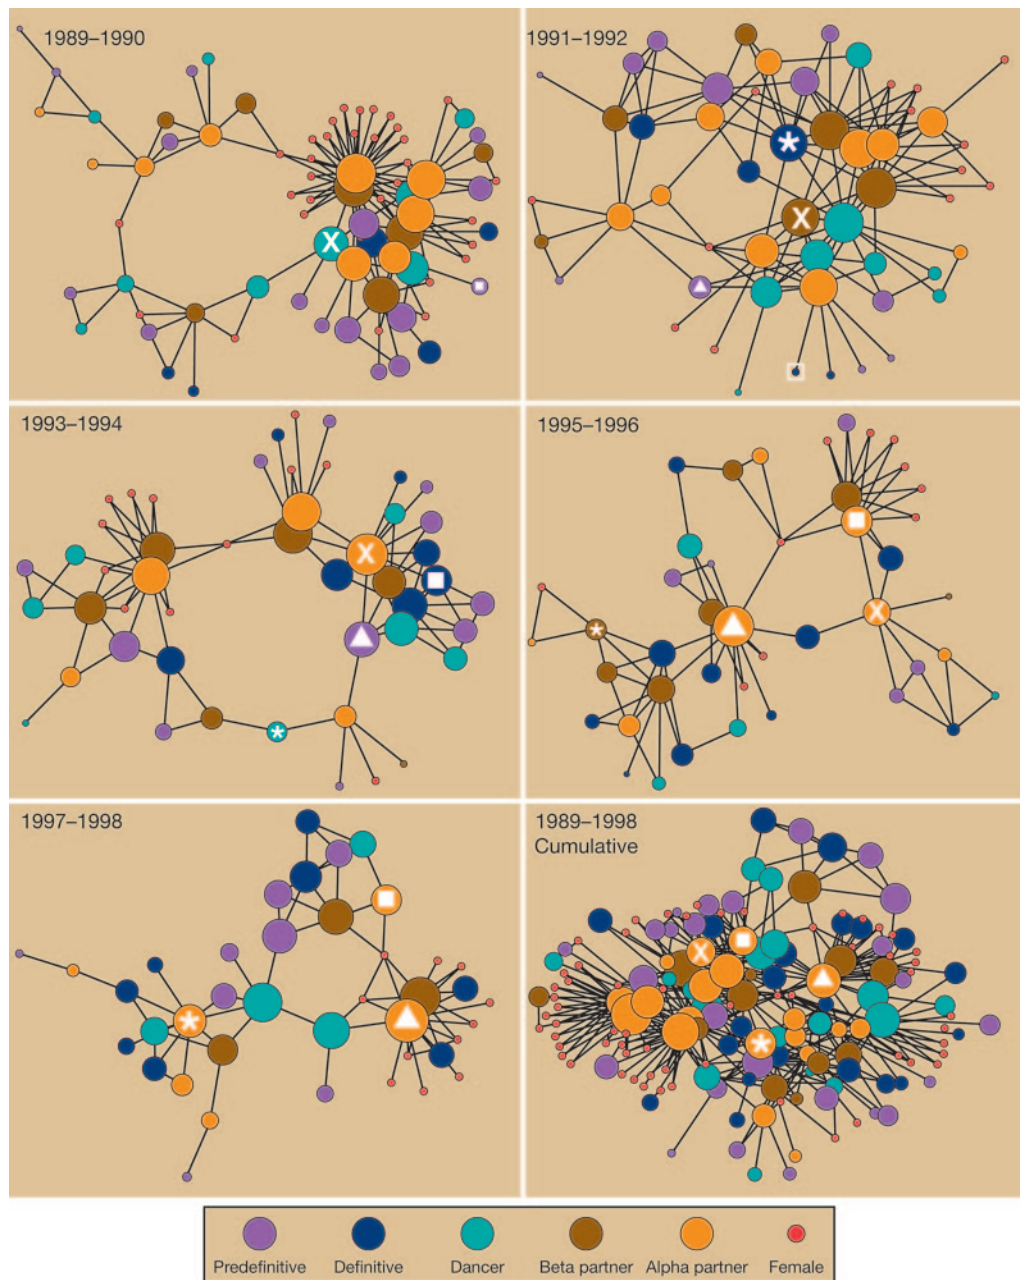 1989–1990
1991–1992
X
*
X
1993–1994
1995–1996
X
*
*
X
1997–1998
1989–1998
Cumulative
*
X
*
Predefinitive
Definitive
Dancer
Beta partner
Alpha partner
Female